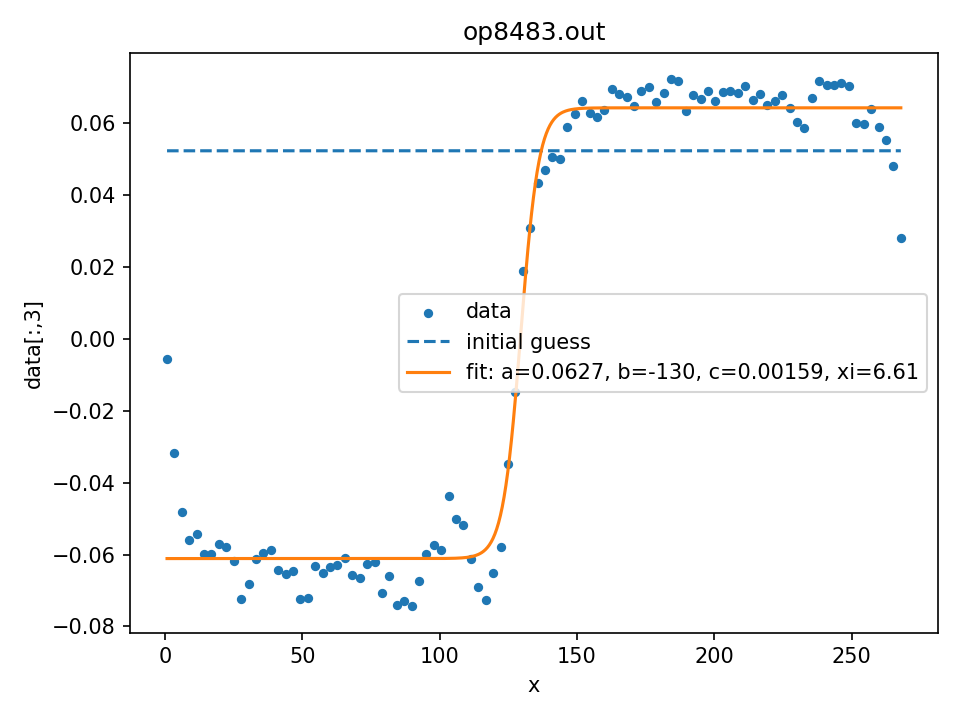 op8483.out
data[:,3]
0.06
0.04
0.02
0.00
−0.02
−0.04
−0.06
−0.08
data
initial guess
fit: a=0.0627, b=-130, c=0.00159, xi=6.61
0 50 100 150 200 250
x